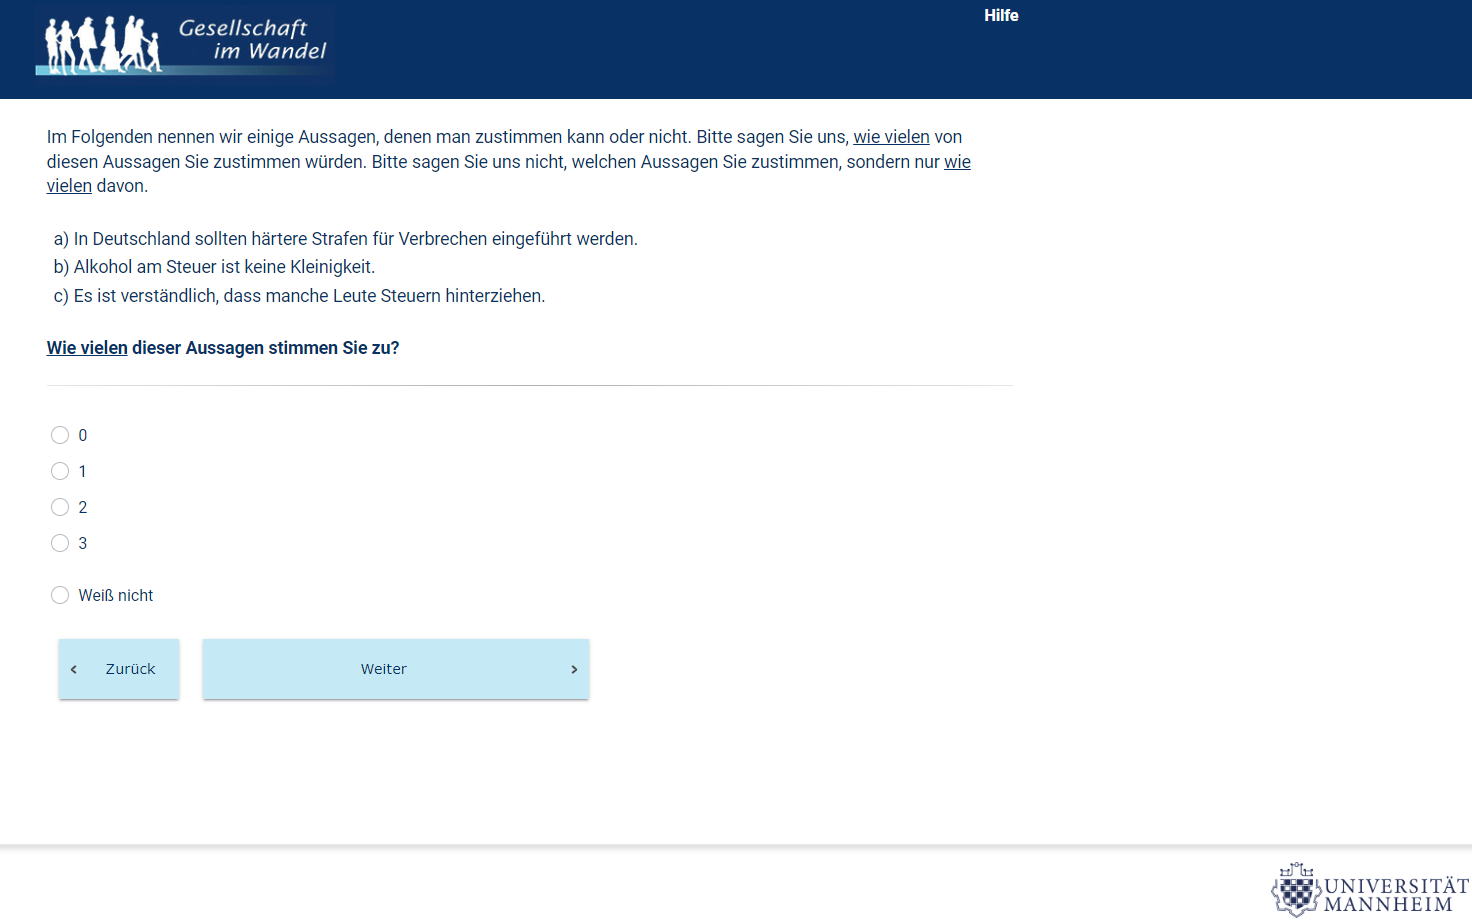 Gesellschaft
im Wandel
Hilfe
Im Folgenden nennen wir einige Aussagen, denen man zustimmen kann oder nicht. Bitte sagen Sie uns, wie vielen von
diesen Aussagen Sie zustimmen würden. Bitte sagen Sie uns nicht, welchen Aussagen Sie zustimmen, sondern nur wie
vielen davon.
a) In Deutschland sollten härtere Strafen für Verbrechen eingeführt werden.
b) Alkohol am Steuer ist keine Kleinigkeit.
c) Es ist verständlich, dass manche Leute Steuern hinterziehen.
Wie vielen dieser Aussagen stimmen Sie zu?
0
1
2
3
Weiß nicht
Zurück
Weiter
UNIVERSITÄT
MANNHEIM